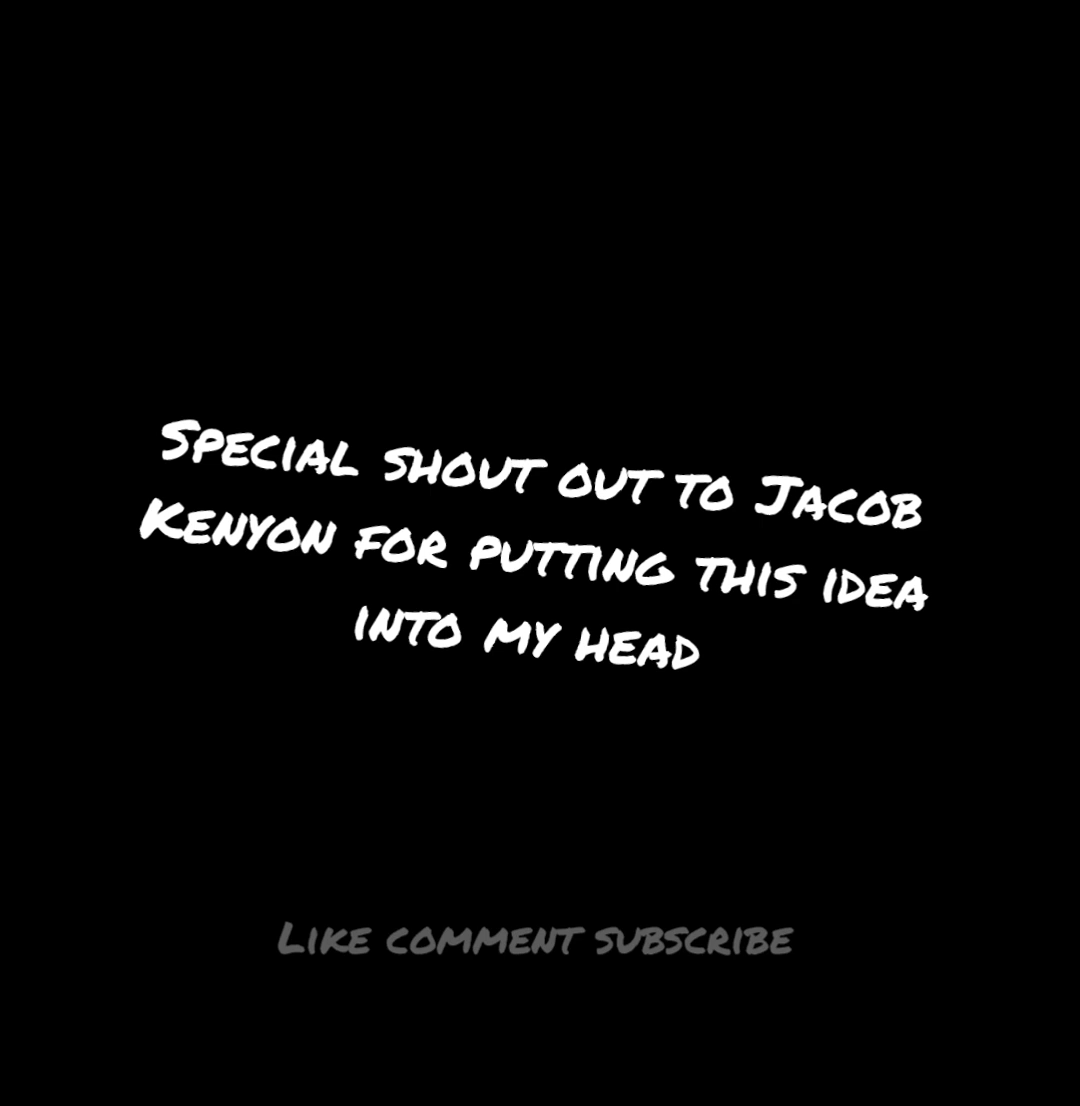 Special shout out to Jacob
Kenyon for putting this idea
into my head
Like comment subscribe